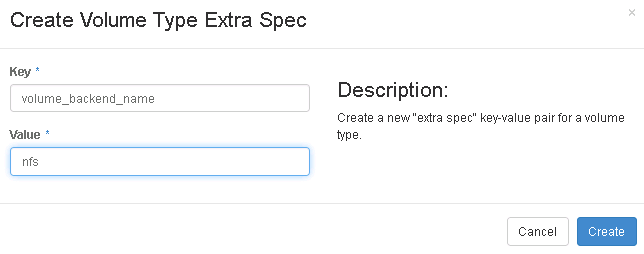 Create Volume Type Extra Spec
×
Key *
volume_backend_name
Value *
nfs
Description:
Create a new "extra spec" key-value pair for a volume
type.
Cancel
Create